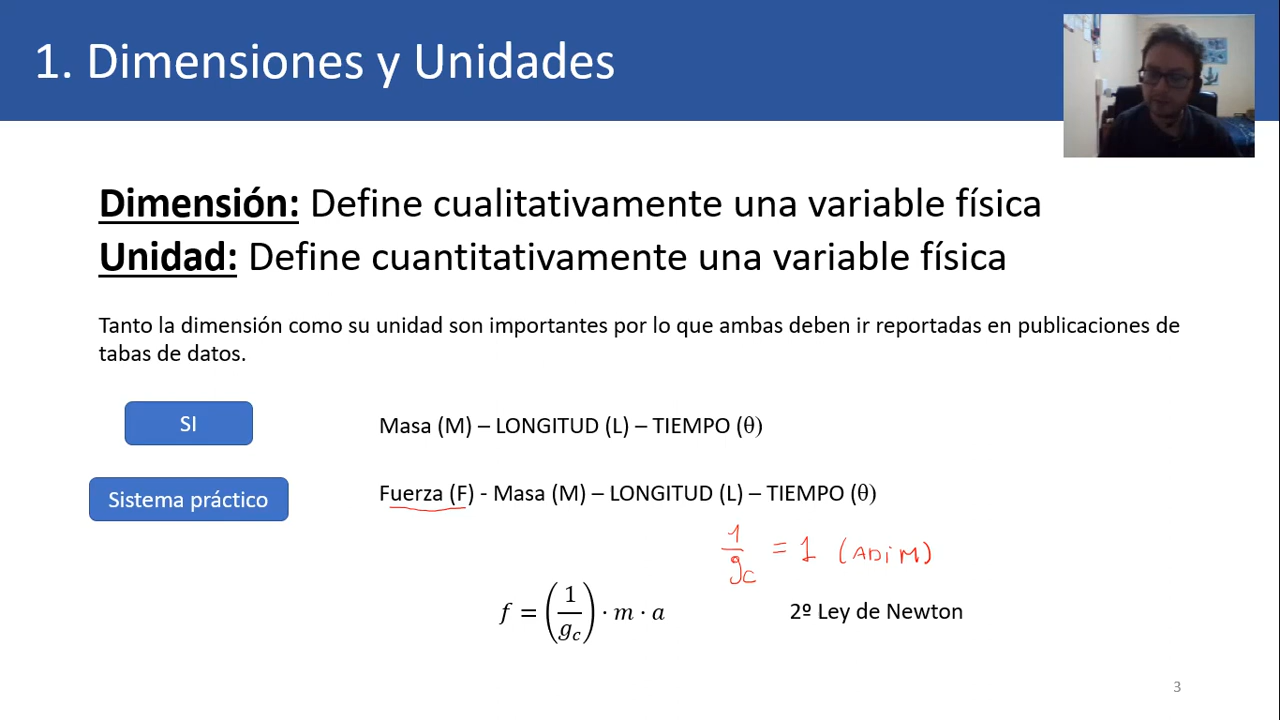 1. Dimensiones y Unidades
Dimensión: Define cualitativamente una variable física
Unidad: Define cuantitativamente una variable física
Tanto la dimensión como su unidad son importantes por lo que ambas deben ir reportadas en publicaciones de
tabas de datos.
SI
Masa (M) – LONGITUD (L) – TIEMPO (θ)
Sistema práctico
Fuerza (F) - Masa (M) – LONGITUD (L) – TIEMPO (θ)
1/gc = 1 (ADiM)
f = (1/gc) · m · a
2º Ley de Newton
3